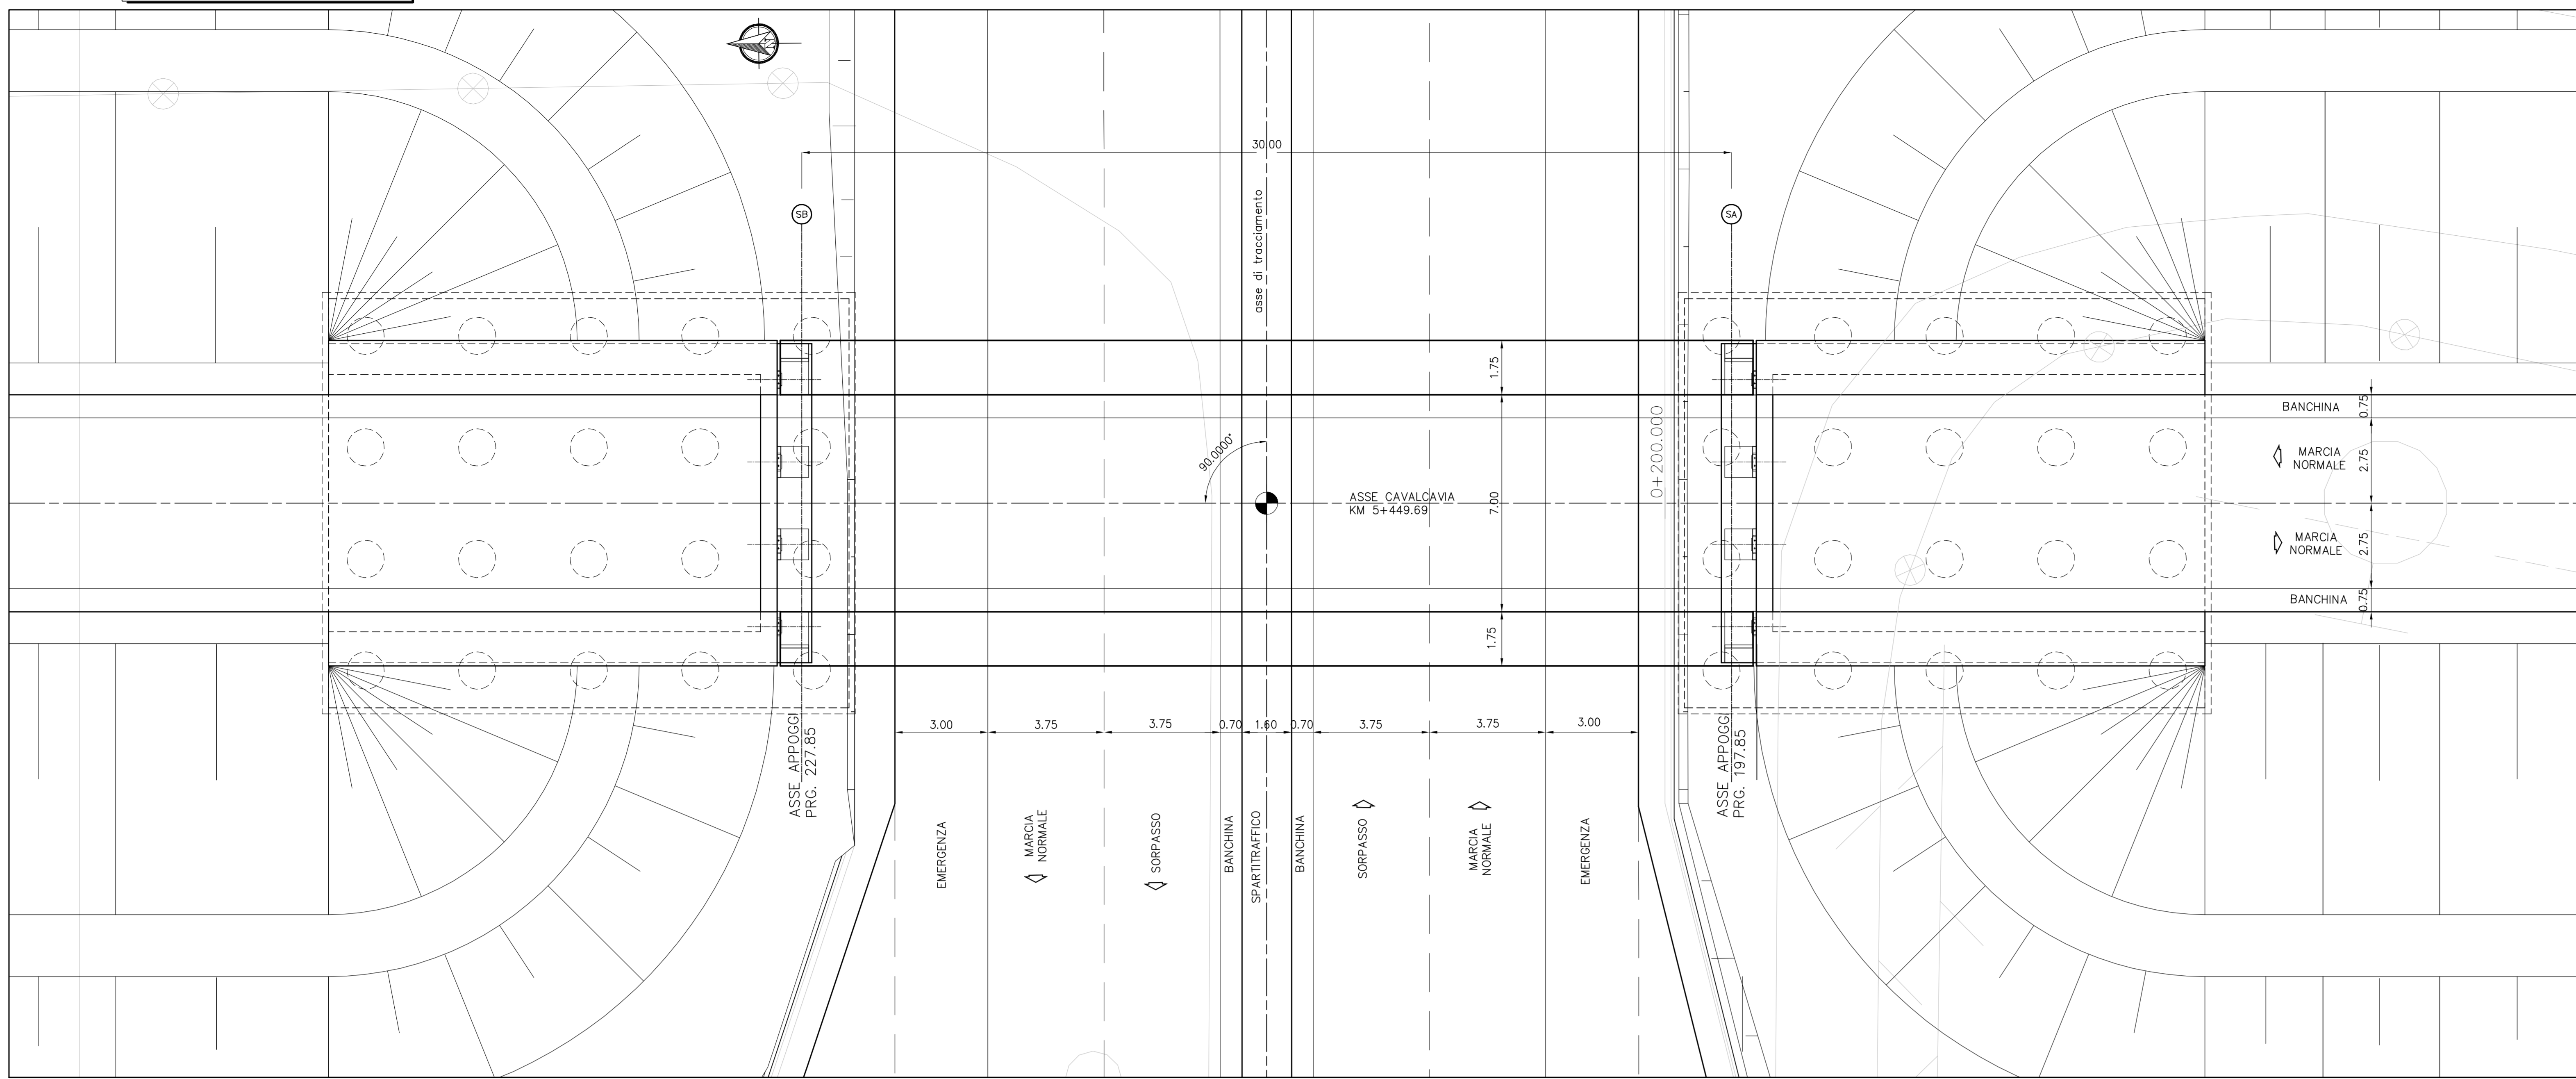 30.00
asse di tracciamento
SB
SA
1.75
7.00
1.75
0+200.000
90.0000°
ASSE CAVALCAVIA
KM 5+449.69
BANCHINA
0.75
MARCIA
NORMALE
2.75
MARCIA
NORMALE
2.75
BANCHINA
0.75
3.00
3.75
3.75
0.70
1.60
0.70
3.75
3.75
3.00
ASSE APPOGGI
PRG. 227.85
ASSE APPOGGI
PRG. 197.85
EMERGENZA
MARCIA
NORMALE
SORPASSO
BANCHINA
SPARTITRAFFICO
BANCHINA
SORPASSO
MARCIA
NORMALE
EMERGENZA